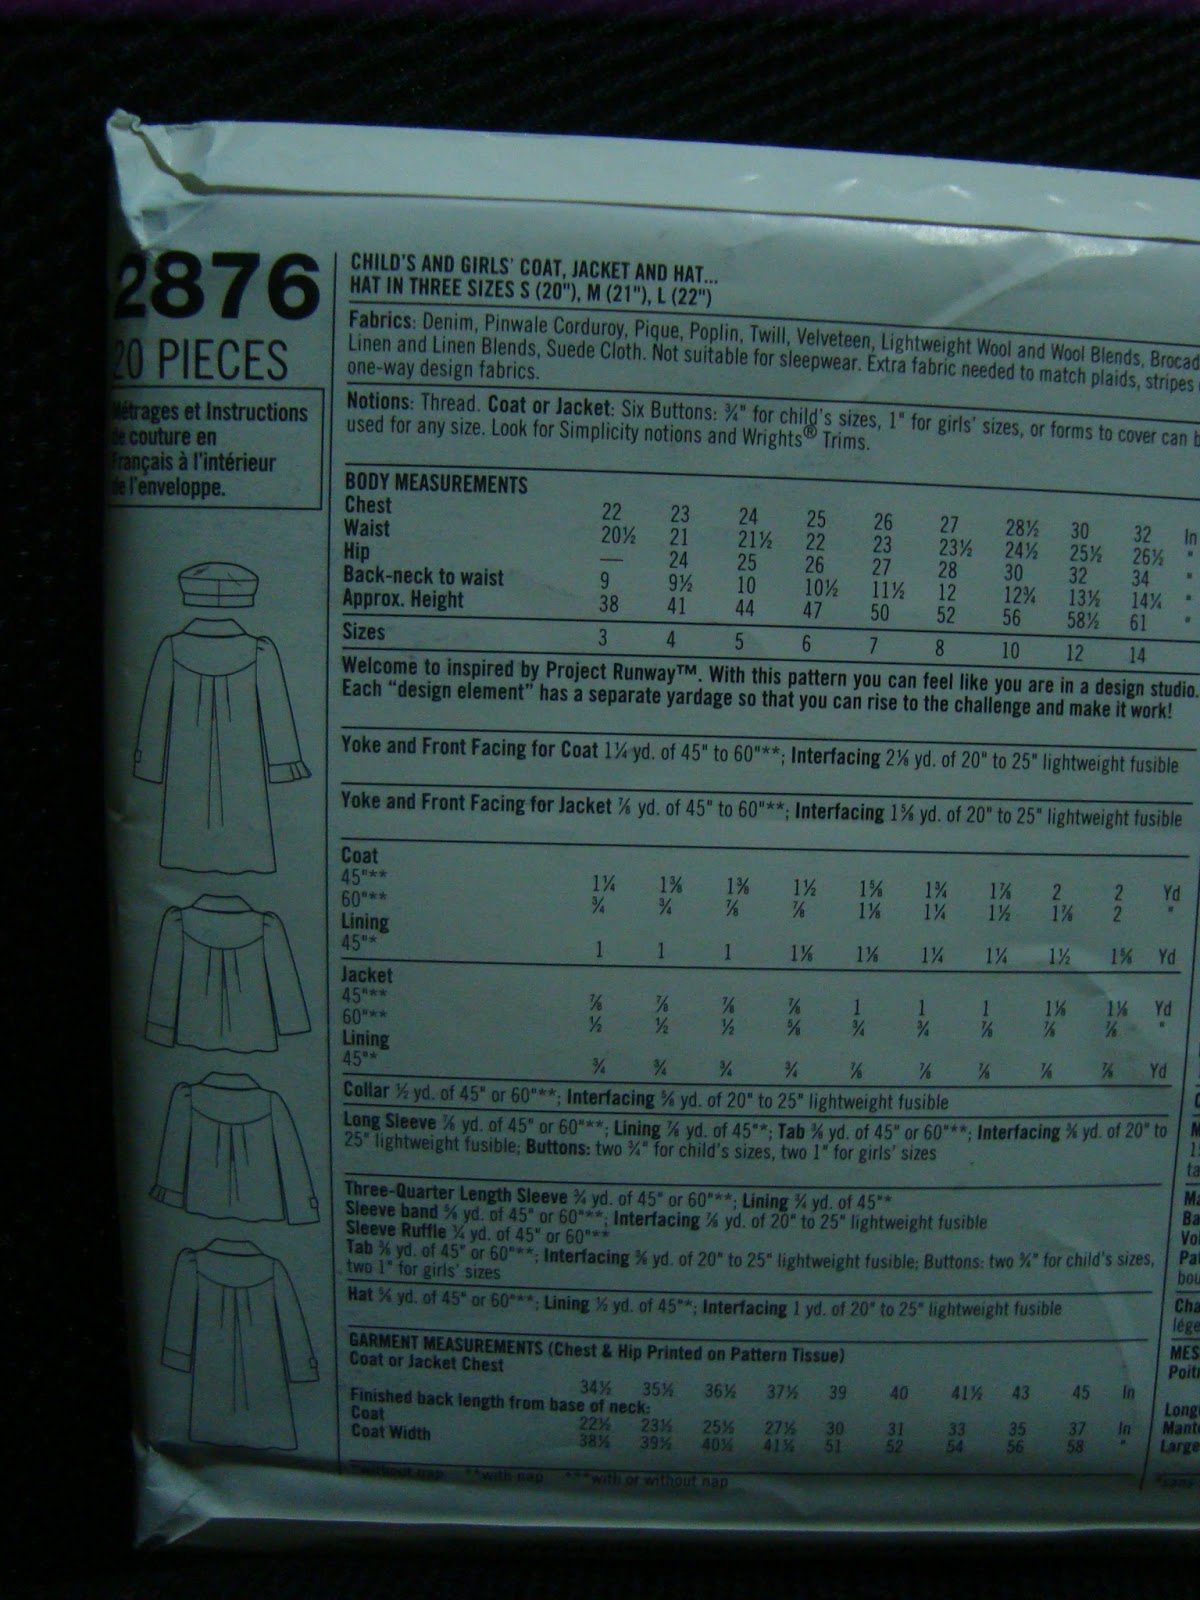 2876
20 PIECES
Métrages et Instructions
de couture en
Français à l'intérieur
de l'enveloppe.
CHILD'S AND GIRLS' COAT, JACKET AND HAT...
HAT IN THREE SIZES S (20"), M (21"), L (22")
Fabrics: Denim, Pinwale Corduroy, Pique, Poplin, Twill, Velveteen, Lightweight Wool and Wool Blends, Brocad
Linen and Linen Blends, Suede Cloth. Not suitable for sleepwear. Extra fabric needed to match plaids, stripes
one-way design fabrics.
Notions: Thread. Coat or Jacket: Six Buttons: ¾" for child's sizes, 1" for girls' sizes, or forms to cover can b
used for any size. Look for Simplicity notions and Wrights® Trims.
BODY MEASUREMENTS
Chest 22 23 24 25 26 27 28½ 30 32 In
Waist 20½ 21 21½ 22 23 23½ 24½ 25½ 26½ "
Hip — 24 25 26 27 28 30 32 34 "
Back-neck to waist 9 9½ 10 10½ 11½ 12 12¾ 13½ 14¼ "
Approx. Height 38 41 44 47 50 52 56 58½ 61 "
Sizes 3 4 5 6 7 8 10 12 14
Welcome to inspired by Project Runway™. With this pattern you can feel like you are in a design studio.
Each "design element" has a separate yardage so that you can rise to the challenge and make it work!
Yoke and Front Facing for Coat 1¼ yd. of 45" to 60"**; Interfacing 2⅛ yd. of 20" to 25" lightweight fusible
Yoke and Front Facing for Jacket ⅞ yd. of 45" to 60"**; Interfacing 1⅝ yd. of 20" to 25" lightweight fusible
Coat
45"** 1¼ 1⅜ 1⅜ 1½ 1⅝ 1¾ 1⅞ 2 2 Yd
60"** ¾ ¾ ⅞ ⅞ 1⅛ 1¼ 1½ 1⅞ 2 "
Lining
45"* 1 1 1 1⅛ 1⅛ 1¼ 1¼ 1½ 1⅝ Yd
Jacket
45"** ⅞ ⅞ ⅞ ⅞ 1 1 1 1⅛ 1⅛ Yd
60"** ½ ½ ½ ⅝ ¾ ¾ ⅞ ⅞ ⅞ "
Lining
45"* ¾ ¾ ¾ ¾ ⅞ ⅞ ⅞ ⅞ ⅞ Yd
Collar ½ yd. of 45" or 60"**; Interfacing yd. of 20" to 25" lightweight fusible
Long Sleeve ⅞ yd. of 45" or 60"**; Lining ⅞ yd. of 45"**; Tab yd. of 45" or 60"**; Interfacing yd. of 20" to
25" lightweight fusible; Buttons: two ¾" for child's sizes, two 1" for girls' sizes
Three-Quarter Length Sleeve ¾ yd. of 45" or 60"**; Lining ¾ yd. of 45"**
Sleeve band yd. of 45" or 60"**; Interfacing ⅞ yd. of 20" to 25" lightweight fusible
Sleeve Ruffle ¼ yd. of 45" or 60"**
Tab yd. of 45" or 60"**; Interfacing yd. of 20" to 25" lightweight fusible; Buttons: two ¾" for child's sizes,
two 1" for girls' sizes
Hat yd. of 45" or 60"***; Lining ½ yd. of 45"*; Interfacing 1 yd. of 20" to 25" lightweight fusible
GARMENT MEASUREMENTS (Chest & Hip Printed on Pattern Tissue)
Coat or Jacket Chest
34½ 35½ 36½ 37½ 39 40 41½ 43 45 In
Finished back length from base of neck:
Coat 22½ 23½ 25½ 27½ 30 31 33 35 37 In
Coat Width 38½ 39½ 40½ 41½ 51 52 54 56 58 "
*without nap **with nap ***with or without nap
Ma
Ba
Vo
Pa
bou
Cha
lége
MES
Poit
Long
Mant
Large
*sans